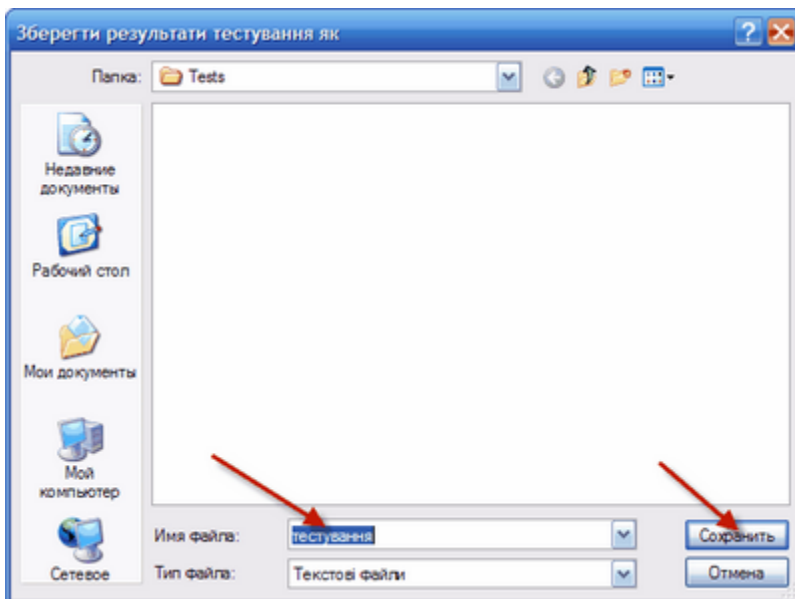 Зберегти результати тестування як
Папка: Tests
Недавние
документы
Рабочий стол
Мои документы
Мой
компьютер
Сетевое
Имя файла: тестування Сохранить
Тип файла: Текстові файли Отмена